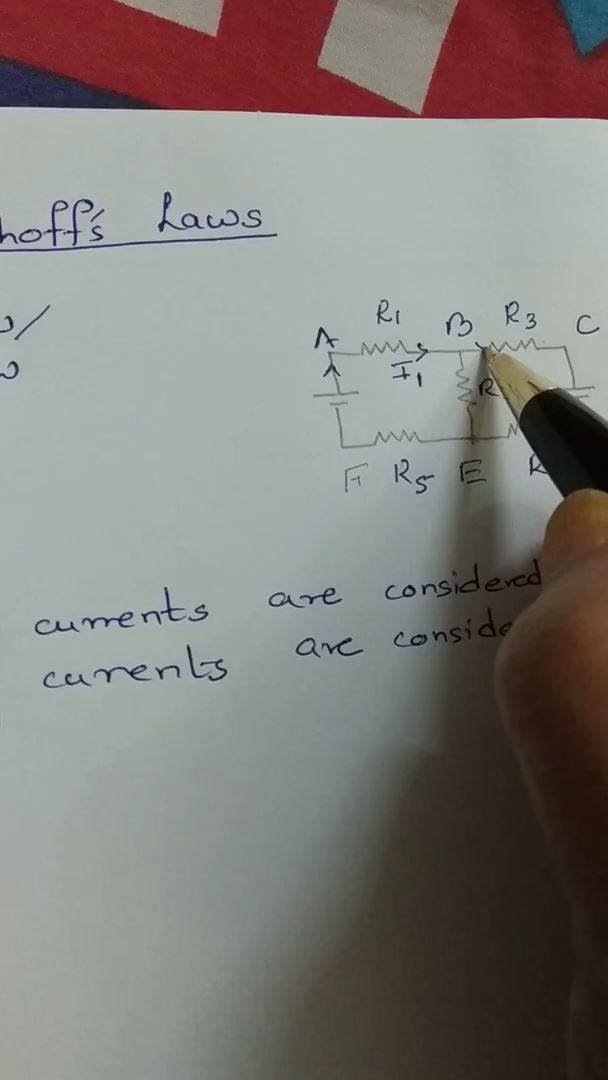 hoff's Laws
R1 B R3 C
A
I1
R
F R5 E R
currents are considered
currents are conside